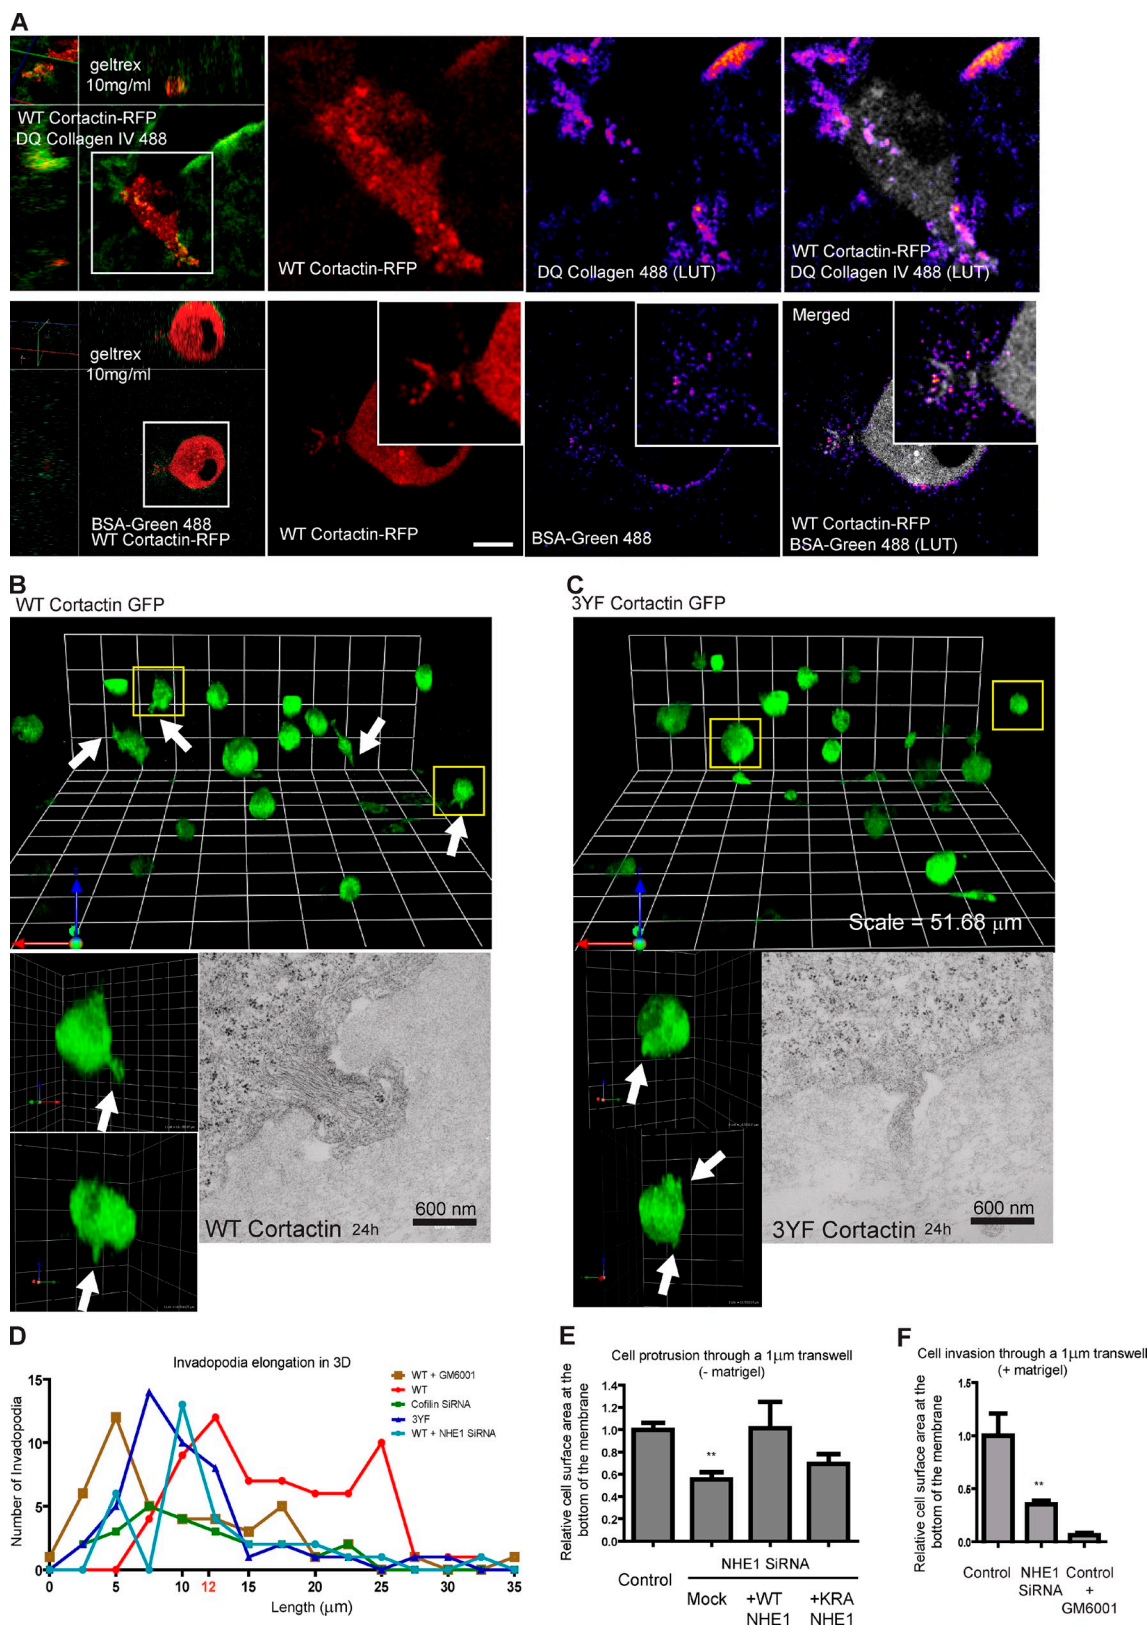 A
geltrex
10mg/ml
WT Cortactin-RFP
DQ Collagen IV 488
WT Cortactin-RFP
DQ Collagen 488 (LUT)
WT Cortactin-RFP
DQ Collagen IV 488 (LUT)
geltrex
10mg/ml
BSA-Green 488
WT Cortactin-RFP
WT Cortactin-RFP
BSA-Green 488
Merged
WT Cortactin-RFP
BSA-Green 488 (LUT)
B
WT Cortactin GFP
WT Cortactin 24h
600 nm
C
3YF Cortactin GFP
Scale = 51.68 μm
3YF Cortactin 24h
600 nm
D
Invadopodia elongation in 3D
Number of Invadopodia
15
10
5
0
0 5 10 12 15 20 25 30 35
Length (μm)
WT + GM6001
WT
Cofilin SiRNA
3YF
WT + NHE1 SiRNA
E
Cell protrusion through a 1μm transwell
(- matrigel)
Relative cell surface area at the
bottom of the membrane
1.4
1.2
1.0
0.8
0.6
0.4
0.2
0.0
**
NHE1 SiRNA
Control
Mock
+WT
NHE1
+KRA
NHE1
F
Cell invasion through a 1μm transwell
(+ matrigel)
Relative cell surface area at the
bottom of the membrane
1.5
1.0
0.5
0.0
**
Control
NHE1
SiRNA
Control
+
GM6001